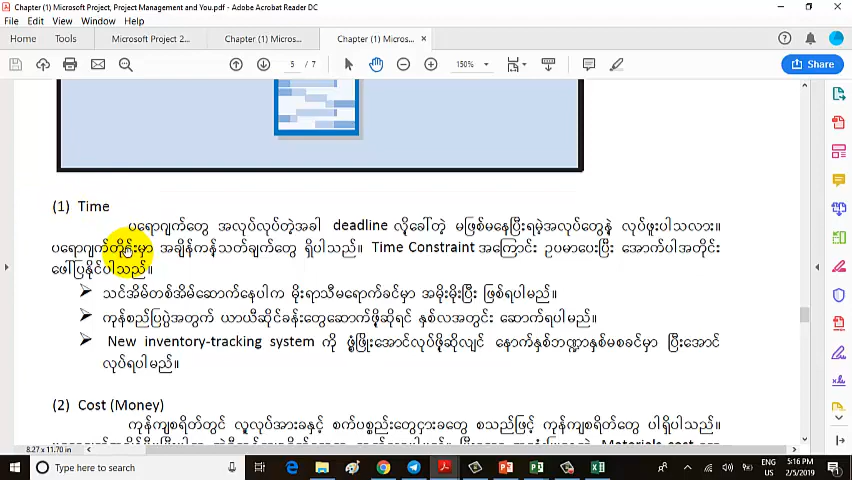 Chapter (1) Microsoft Project, Project Management and You.pdf - Adobe Acrobat Reader DC
File Edit View Window Help
Home Tools Microsoft Project 2... Chapter (1) Micros... Chapter (1) Micros... ×
5 / 7 150% Share
(1) Time
ပရောဂျက်တွေ အလုပ်လုပ်တဲ့အခါ deadline လို့ခေါ်တဲ့ မဖြစ်မနေပြီးရမဲ့အလုပ်တွေနဲ့ လုပ်ဖူးပါသလား။
ပရောဂျက်တိုင်းမှာ အချိန်ကန့်သတ်ချက်တွေ ရှိပါသည်။ Time Constraint အကြောင်း ဥပမာပေးပြီး အောက်ပါအတိုင်း
ဖော်ပြနိုင်ပါသည်။
သင်အိမ်တစ်အိမ်ဆောက်နေပါက မိုးရာသီမရောက်ခင်မှာ အမိုးမိုးပြီး ဖြစ်ရပါမည်။
ကုန်စည်ပြပွဲအတွက် ယာယီဆိုင်ခန်းတွေဆောက်ဖို့ဆိုရင် နှစ်လအတွင်း ဆောက်ရပါမည်။
New inventory-tracking system ကို ဖွံ့ဖြိုးအောင်လုပ်ဖို့ဆိုလျှင် နောက်နှစ်ဘဏ္ဍာနှစ်မစခင်မှာ ပြီးအောင်
လုပ်ရပါမည်။
(2) Cost (Money)
ကုန်ကျစရိတ်တွင် လူလုပ်အားခနှင့် စက်ပစ္စည်းတွေငှားခတွေ စသည်ဖြင့် ကုန်ကျစရိတ်တွေ ပါရှိပါသည်။
Materials cost
8.27 x 11.70 in
Type here to search
ENG 5:16 PM
US 2/5/2019